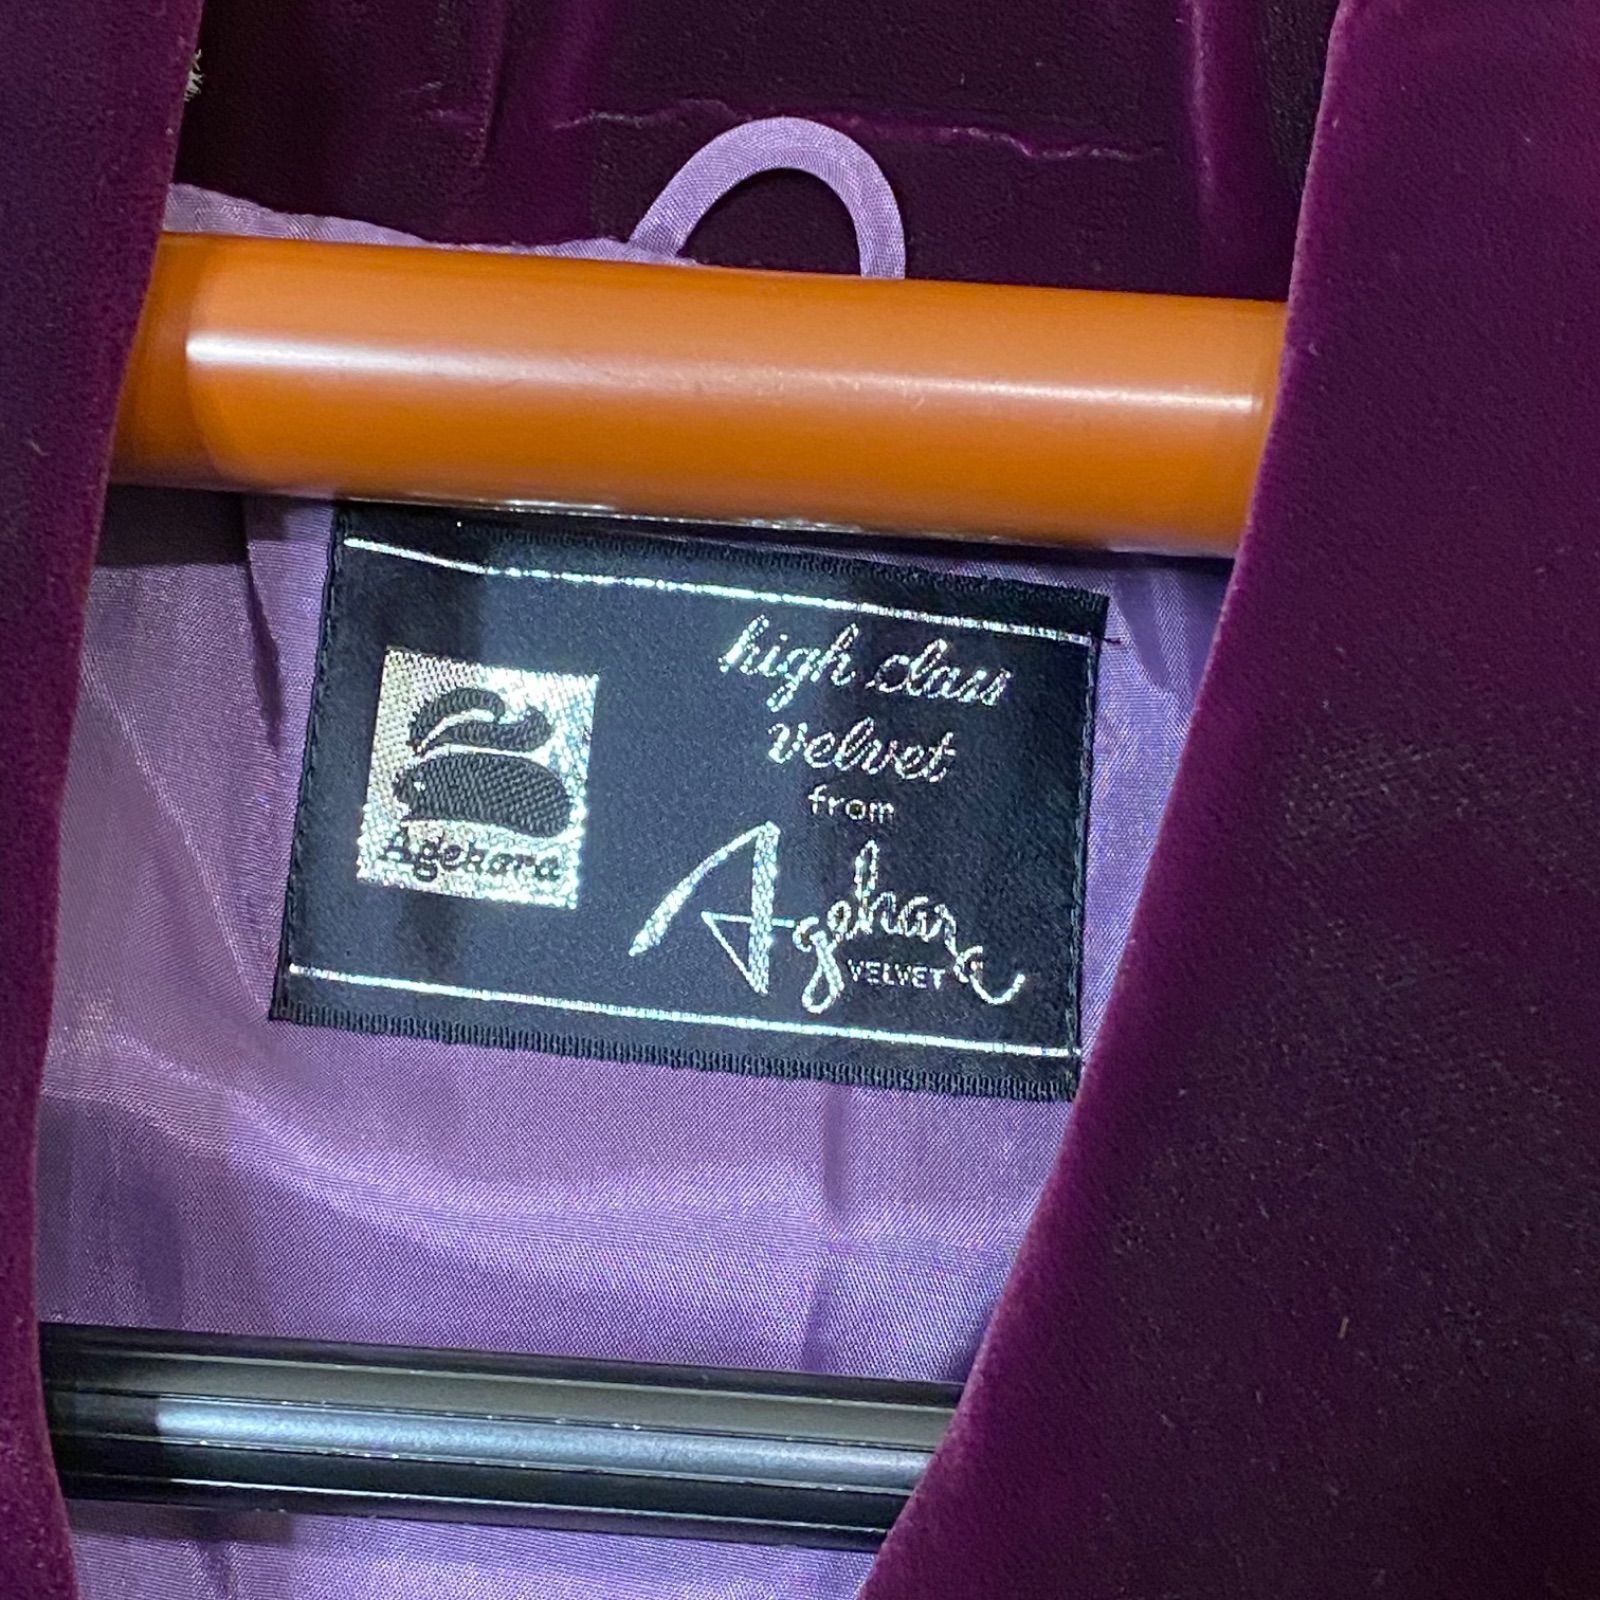 Agehara
high class
velvet
from
Agehara
VELVET